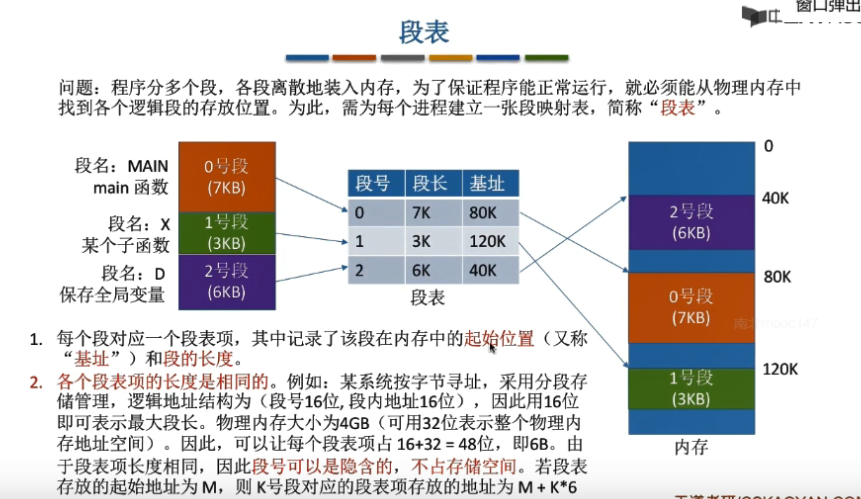 窗口弹出
段表
问题：程序分多个段，各段离散地装入内存，为了保证程序能正常运行，就必须能从物理内存中
找到各个逻辑段的存放位置。为此，需为每个进程建立一张段映射表，简称“段表”。
段名：MAIN
main 函数
0号段
(7KB)
段名：X
某个子函数
1号段
(3KB)
段名：D
保存全局变量
2号段
(6KB)
段号 段长 基址
0 7K 80K
1 3K 120K
2 6K 40K
段表
0
40K
2号段
(6KB)
80K
0号段
(7KB)
120K
1号段
(3KB)
内存
1. 每个段对应一个段表项，其中记录了该段在内存中的起始位置（又称
“基址”）和段的长度。
2. 各个段表项的长度是相同的。例如：某系统按字节寻址，采用分段存
储管理，逻辑地址结构为（段号16位, 段内地址16位），因此用16位
即可表示最大段长。物理内存大小为4GB（可用32位表示整个物理内
存地址空间）。因此，可以让每个段表项占 16+32 = 48位，即6B。由
于段表项长度相同，因此段号可以是隐含的，不占存储空间。若段表
存放的起始地址为 M，则 K号段对应的段表项存放的地址为 M + K*6